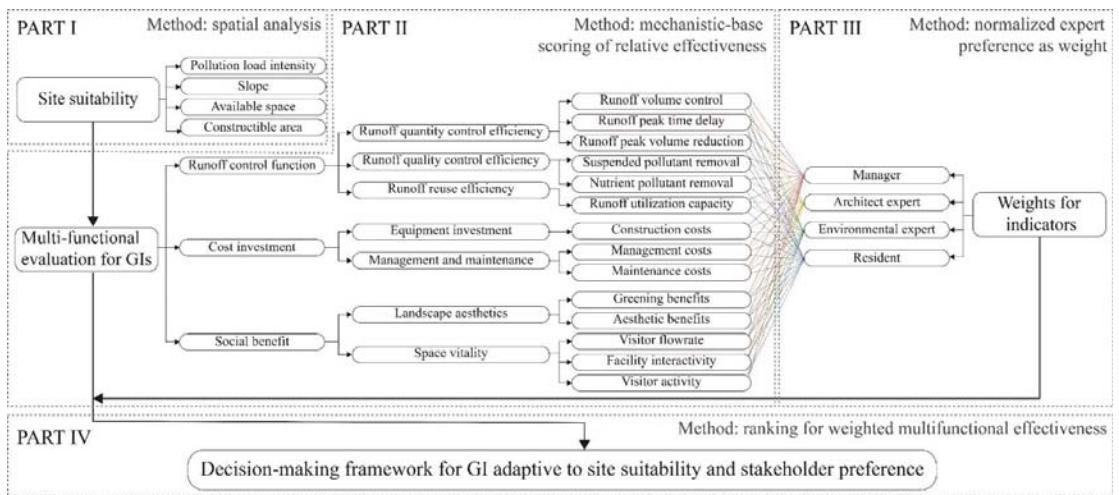 PART I
Method: spatial analysis
Site suitability
Pollution load intensity
Slope
Available space
Constructible area
PART II
Method: mechanistic-base
scoring of relative effectiveness
Multi-functional
evaluation for GIs
Runoff control function
Cost investment
Social benefit
Runoff quantity control efficiency
Runoff quality control efficiency
Runoff reuse efficiency
Equipment investment
Management and maintenance
Landscape aesthetics
Space vitality
Runoff volume control
Runoff peak time delay
Runoff peak volume reduction
Suspended pollutant removal
Nutrient pollutant removal
Runoff utilization capacity
Construction costs
Management costs
Maintenance costs
Greening benefits
Aesthetic benefits
Visitor flowrate
Facility interactivity
Visitor activity
PART III
Method: normalized expert
preference as weight
Manager
Architect expert
Environmental expert
Resident
Weights for
indicators
PART IV
Method: ranking for weighted multifunctional effectiveness
Decision-making framework for GI adaptive to site suitability and stakeholder preference